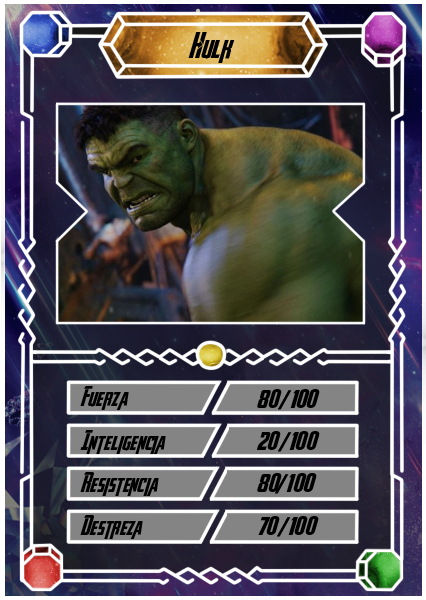 Hulk
Fuerza 80/100
Inteligencia 20/100
Resistencia 80/100
Destreza 70/100